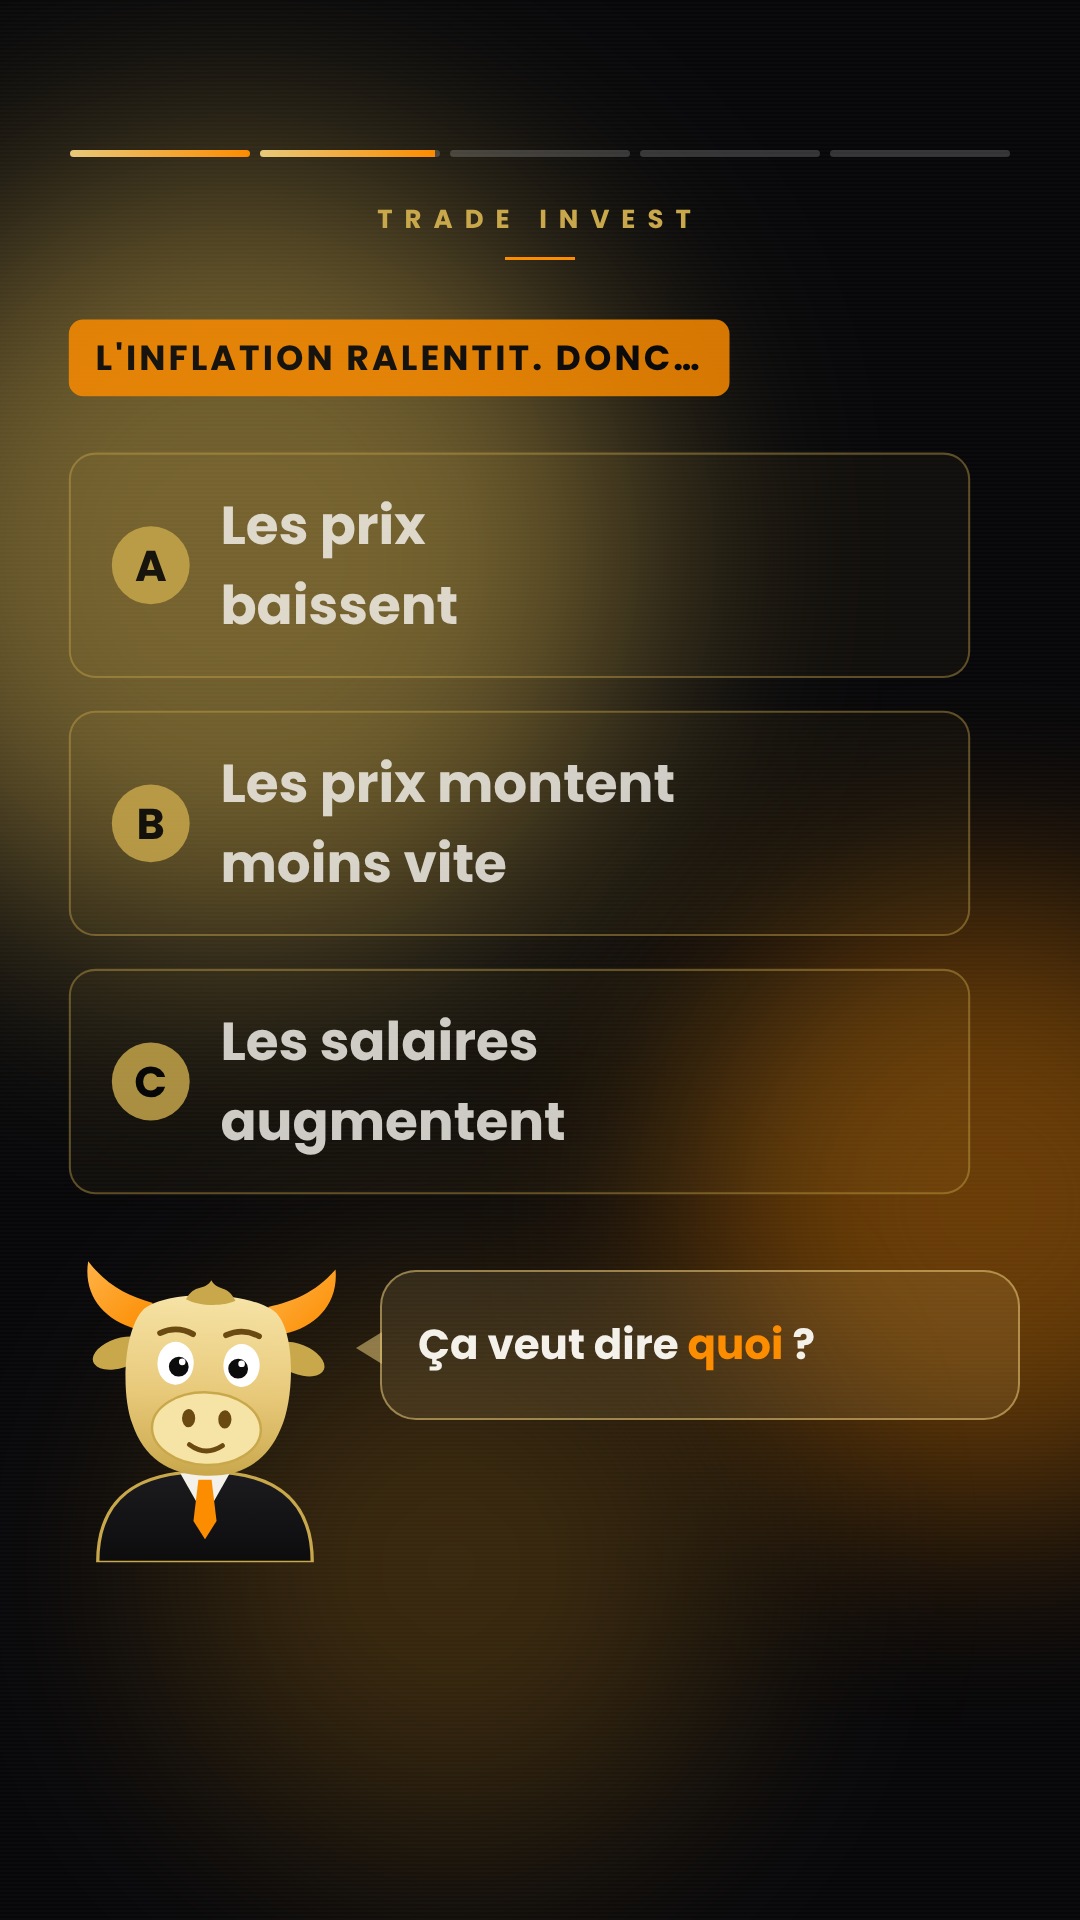 TRADE INVEST
L'INFLATION RALENTIT. DONC...
A
Les prix
baissent
B
Les prix montent
moins vite
C
Les salaires
augmentent
Ça veut dire quoi ?